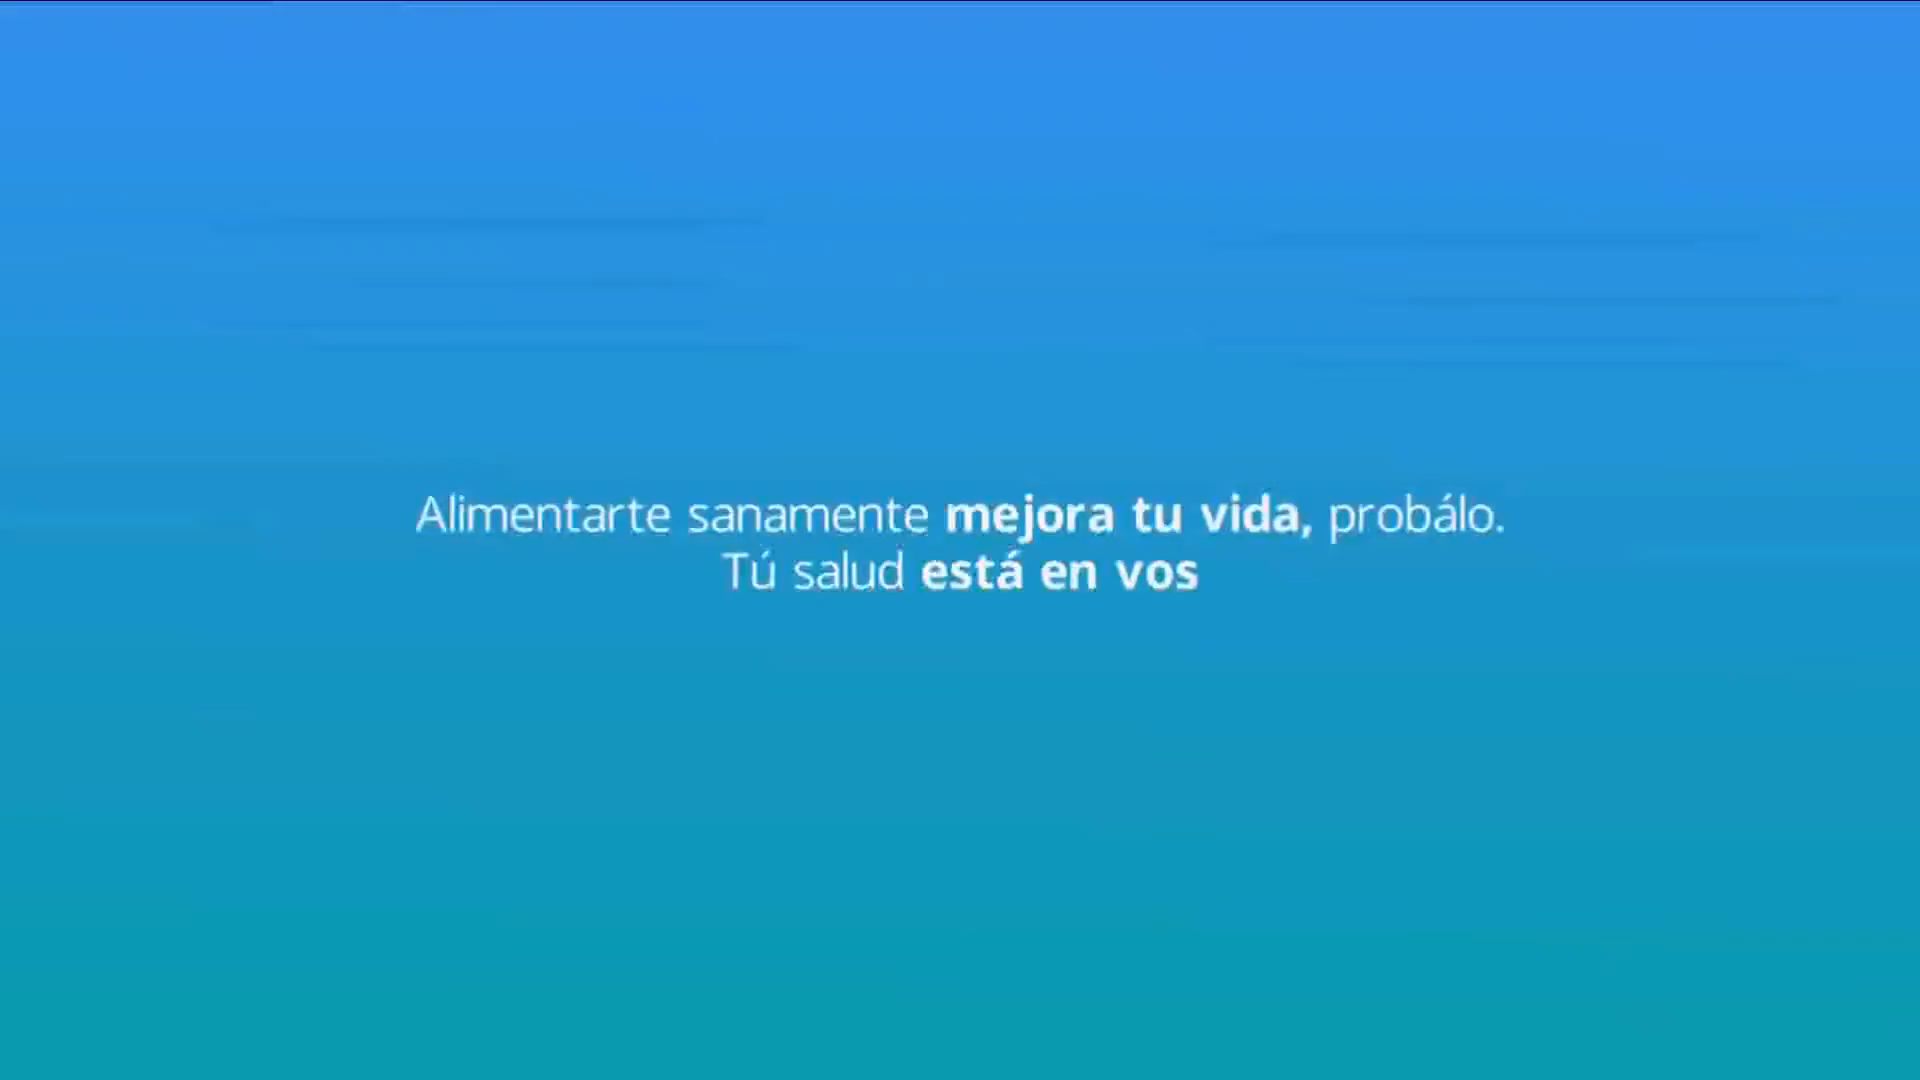 Alimentarte sanamente mejora tu vida, probálo.
Tú salud está en vos